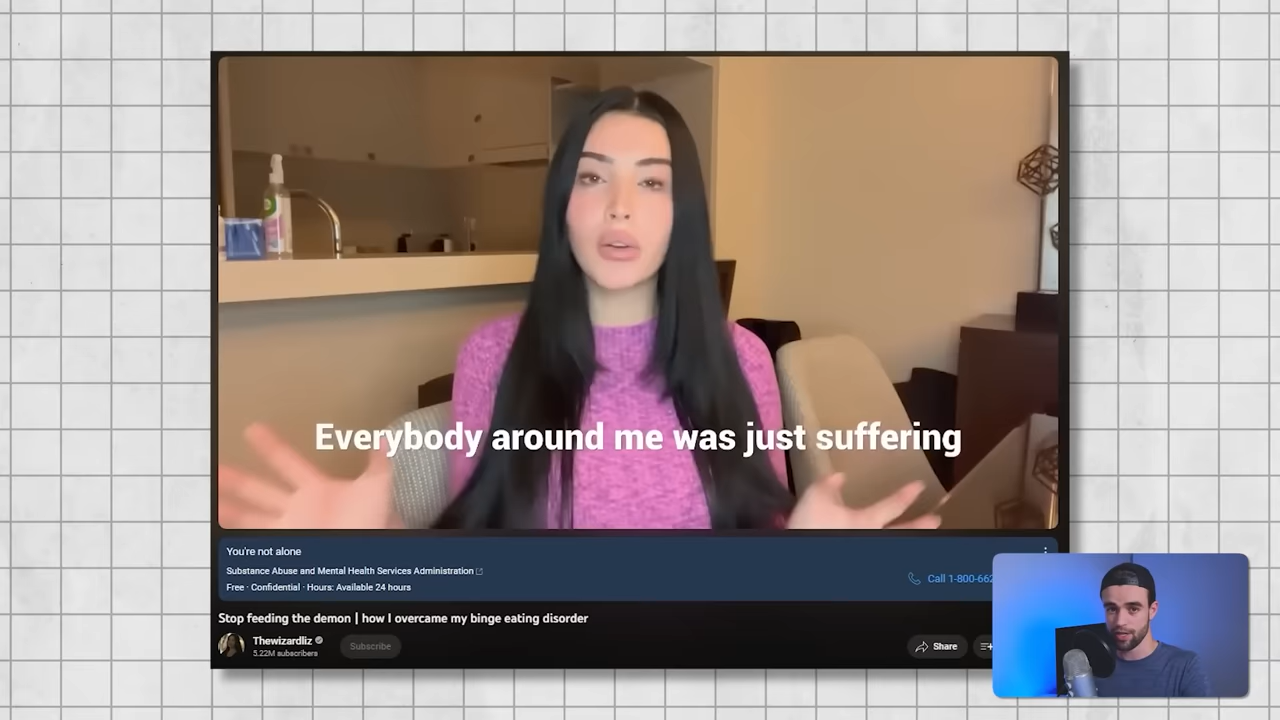 Everybody around me was just suffering
You're not alone
Substance Abuse and Mental Health Services Administration
Free · Confidential · Hours: Available 24 hours
Call 1-800-662
Stop feeding the demon | how I overcame my binge eating disorder
Thewizardliz
5.22M subscribers
Subscribe
Share